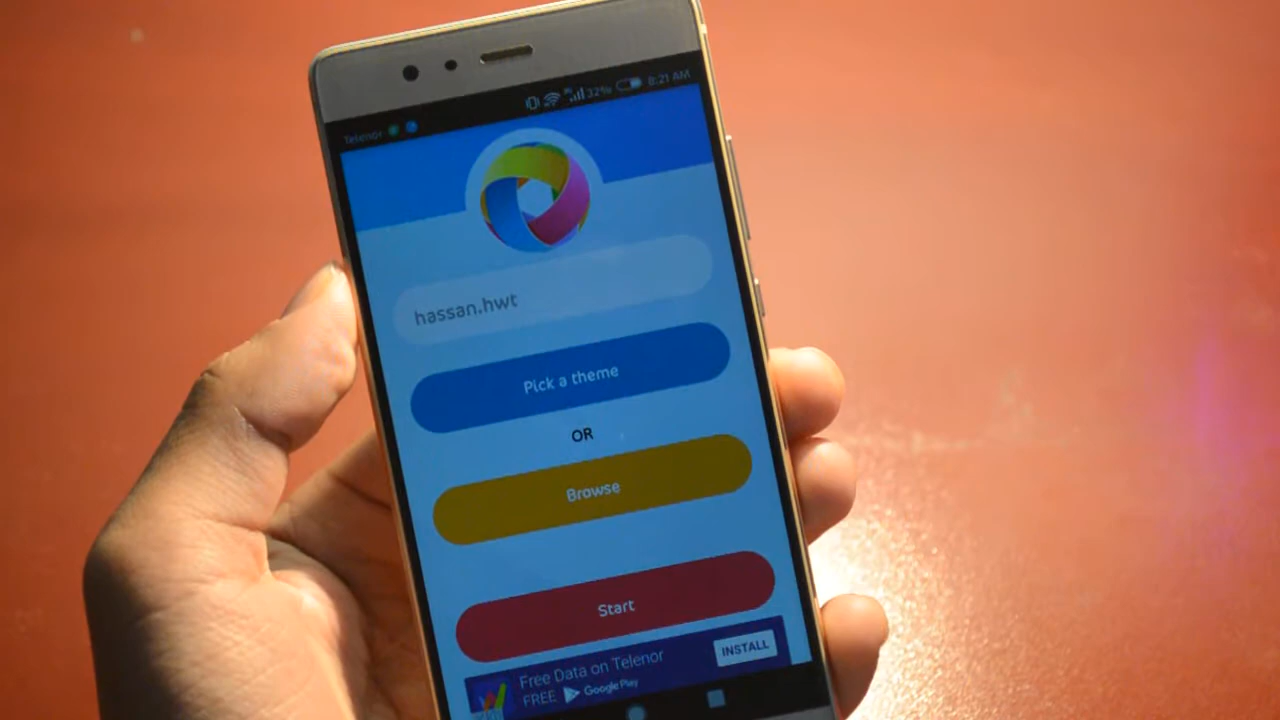 Telenor 32% 8:21 AM
hassan.hwt
Pick a theme
OR
Browse
Start
Free Data on Telenor
FREE Google Play
INSTALL